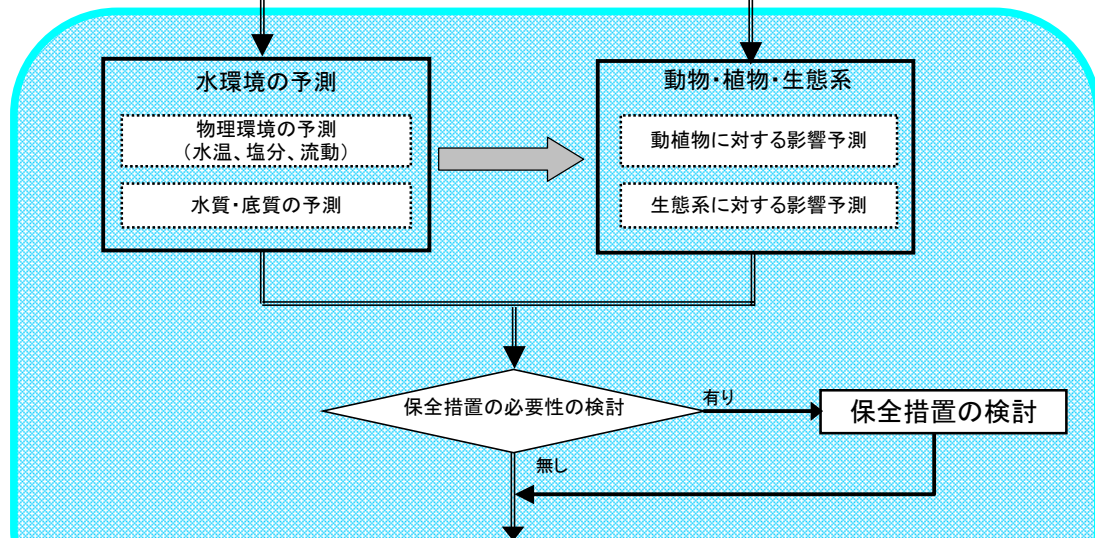 水環境の予測
物理環境の予測
（水温、塩分、流動）
水質・底質の予測
動物・植物・生態系
動植物に対する影響予測
生態系に対する影響予測
保全措置の必要性の検討
有り
保全措置の検討
無し